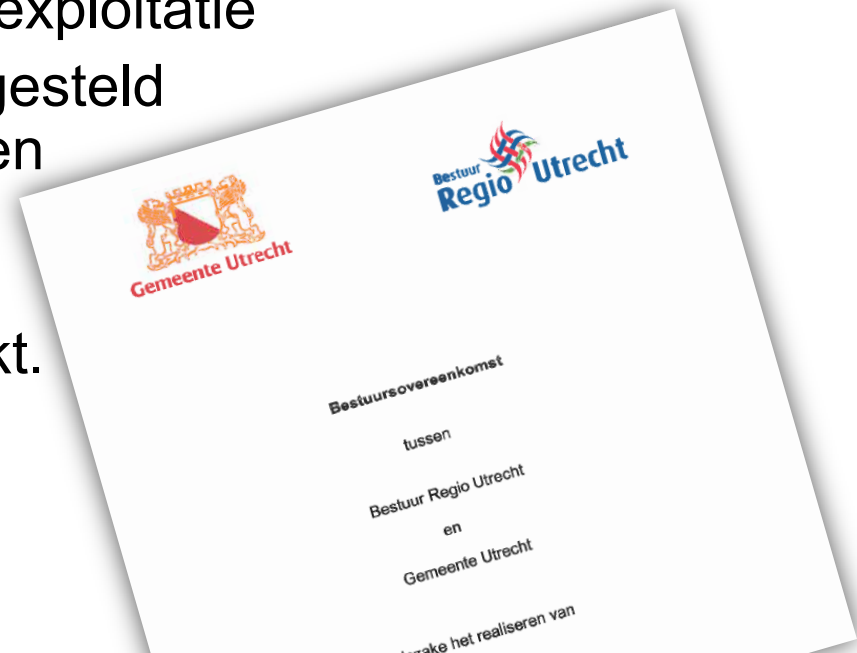 exploitatie
gesteld
en
kt.
Gemeente Utrecht
Bestuur
Regio Utrecht
Bestuursovereenkomst
tussen
Bestuur Regio Utrecht
en
Gemeente Utrecht
zake het realiseren van